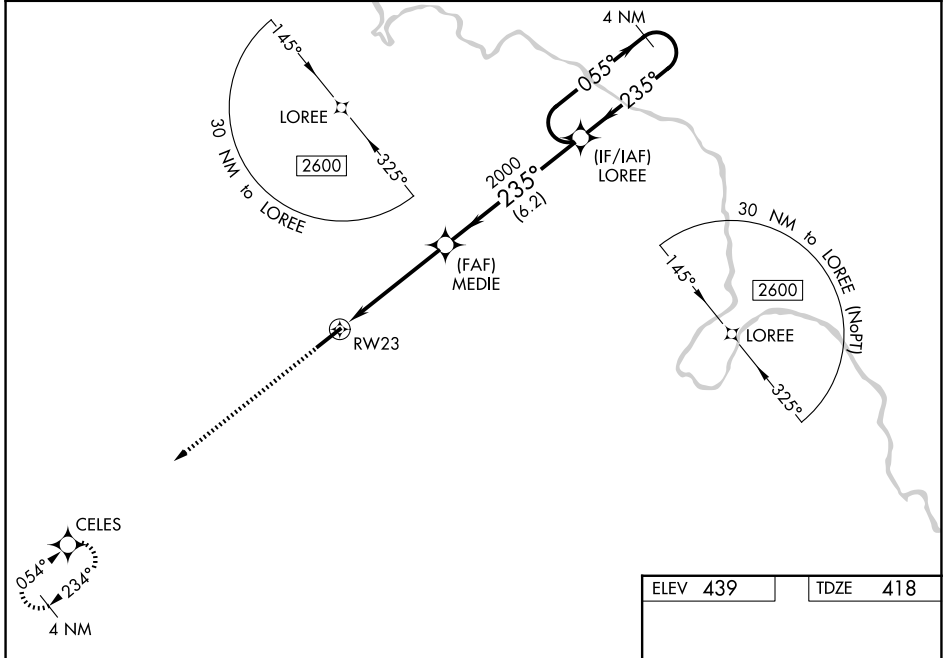 4 NM
055°
235°
(IF/IAF)
LOREE
145°
LOREE
2600
325°
30 NM to LOREE
2000
235°
(6.2)
(FAF)
MEDIE
RW23
30 NM to LOREE (NoPT)
145°
2600
LOREE
325°
CELES
054°
234°
4 NM
ELEV 439
TDZE 418